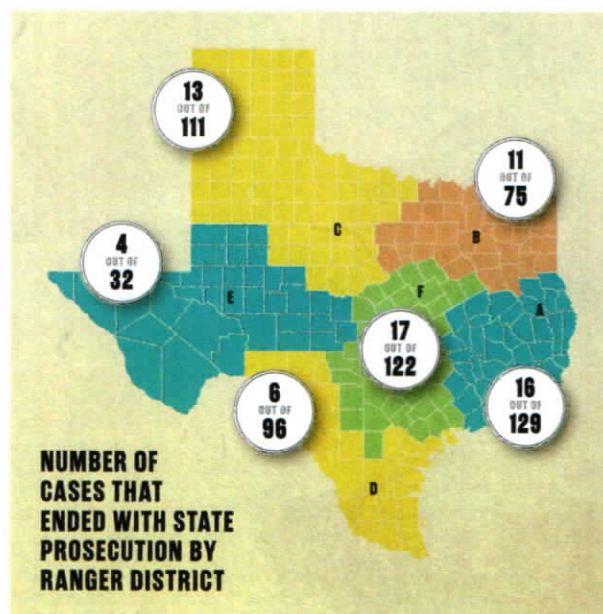 13
OUT OF
111
11
OUT OF
75
C
B
4
OUT OF
32
E
F
A
17
OUT OF
122
6
OUT OF
96
16
OUT OF
129
D
NUMBER OF
CASES THAT
ENDED WITH STATE
PROSECUTION BY
RANGER DISTRICT